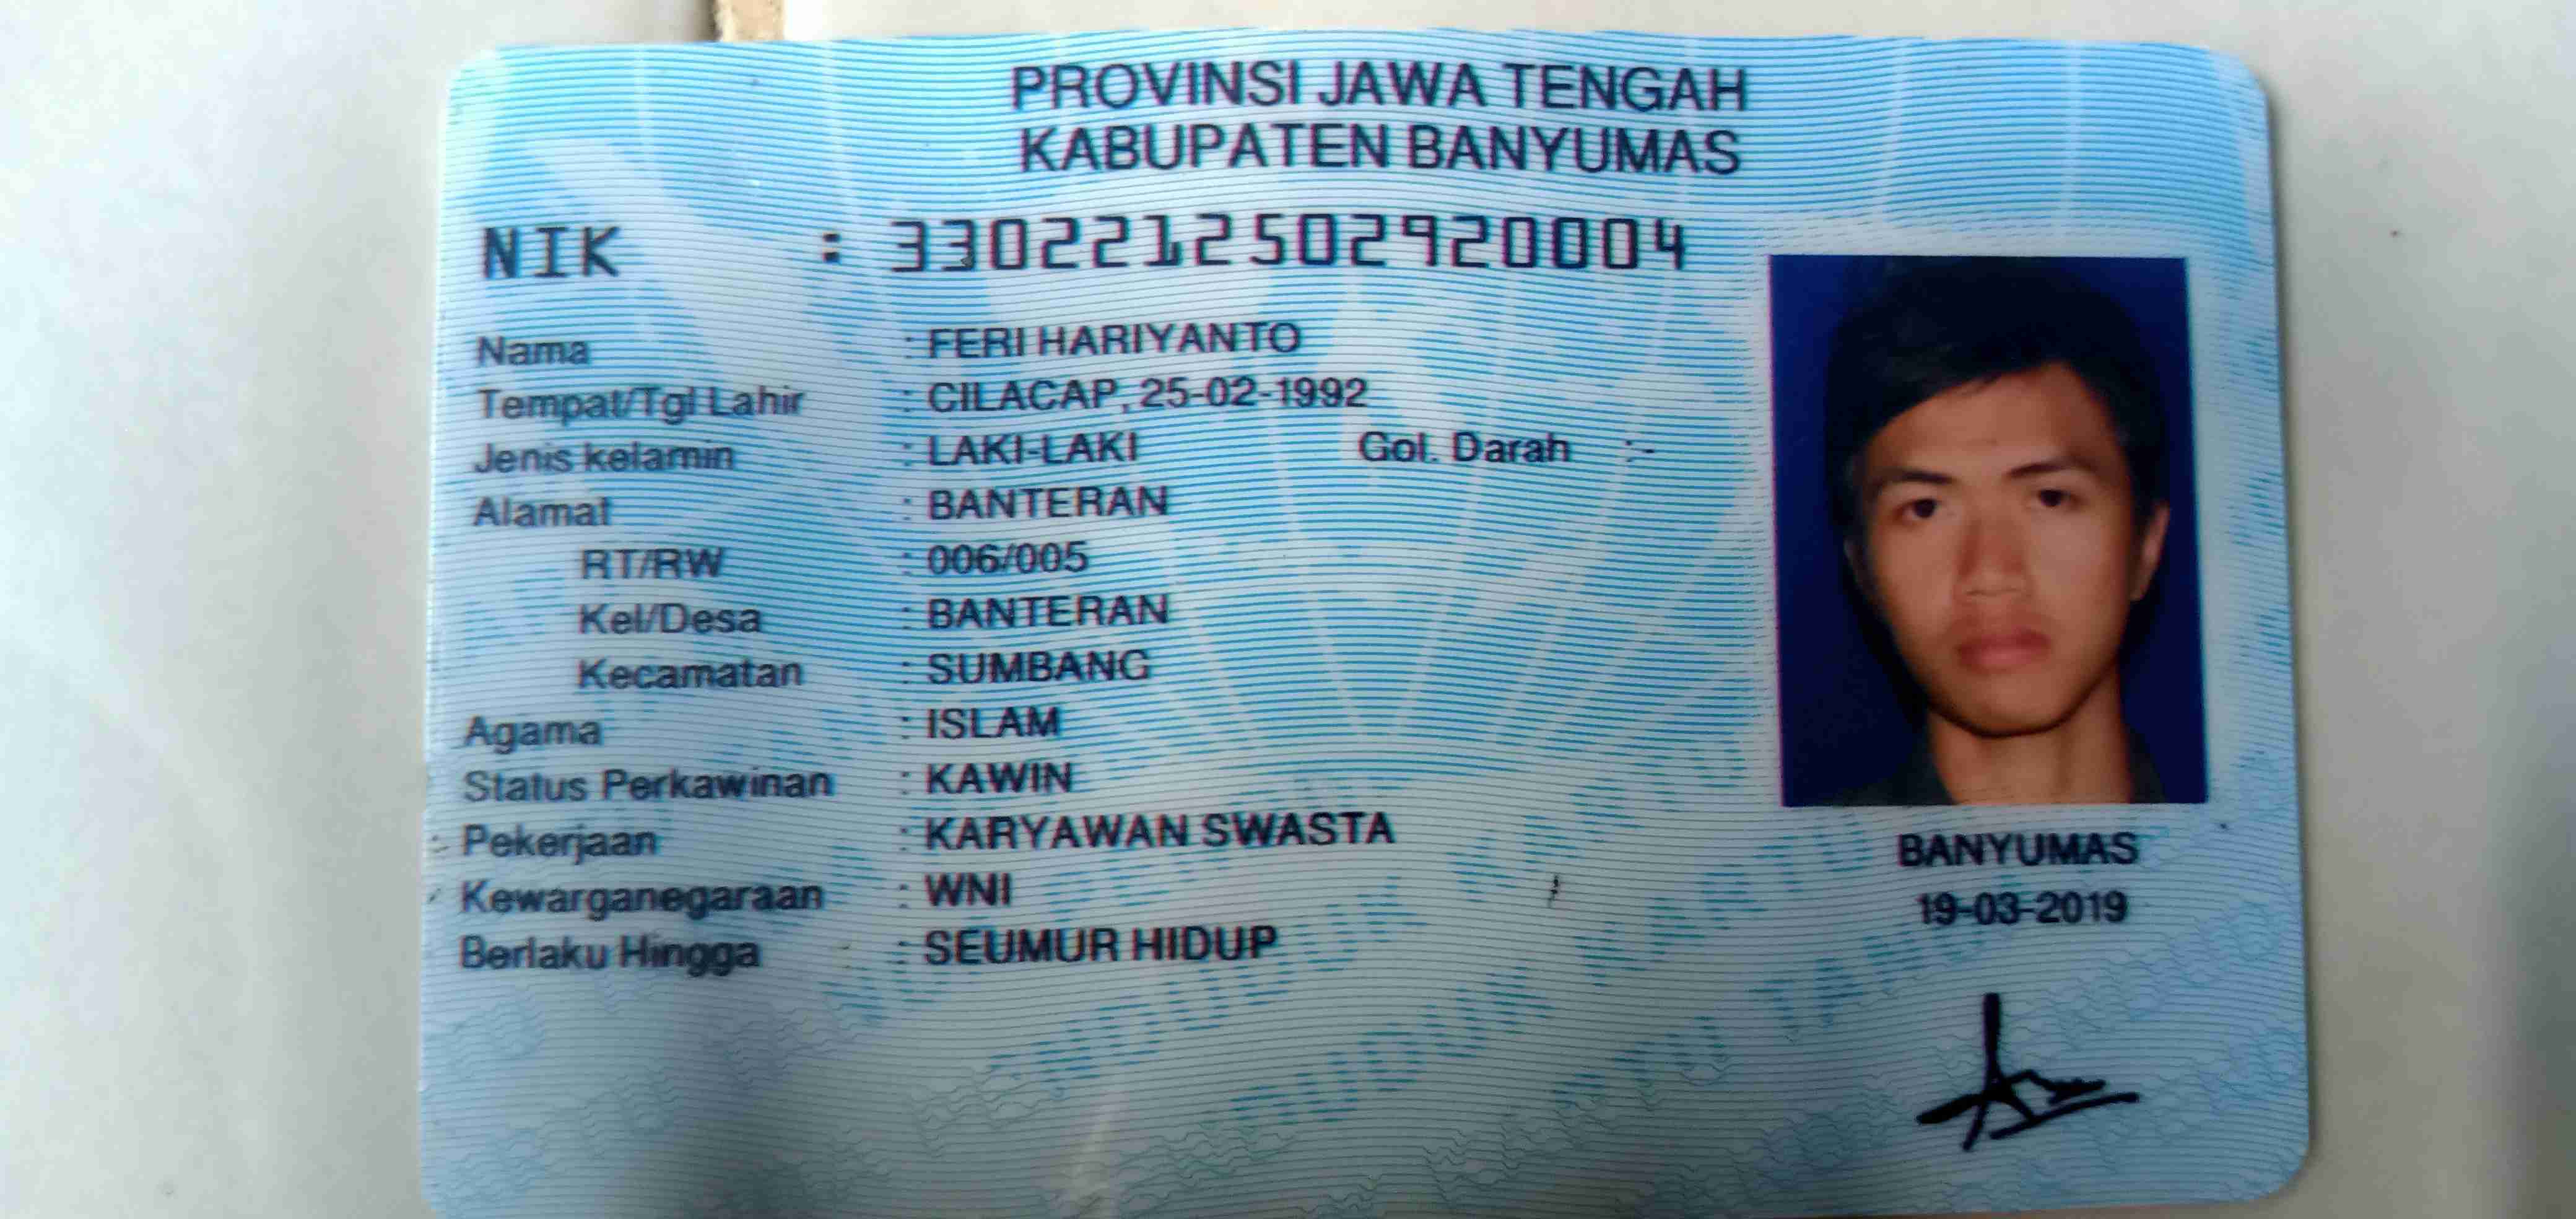 PROVINSI JAWA TENGAH
KABUPATEN BANYUMAS
NIK : 3302212502920004
Nama : FERI HARIYANTO
Tempat/Tgl Lahir : CILACAP, 25-02-1992
Jenis kelamin : LAKI-LAKI Gol. Darah :-
Alamat : BANTERAN
RT/RW : 006/005
Kel/Desa : BANTERAN
Kecamatan : SUMBANG
Agama : ISLAM
Status Perkawinan : KAWIN
Pekerjaan : KARYAWAN SWASTA
Kewarganegaraan : WNI
Berlaku Hingga : SEUMUR HIDUP
BANYUMAS
19-03-2019